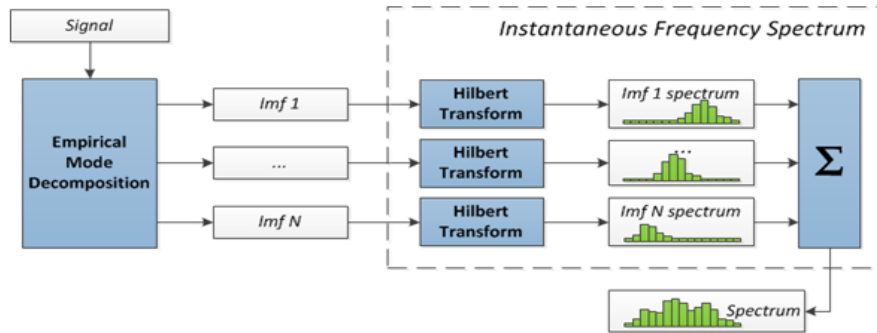 Signal
Instantaneous Frequency Spectrum
Empirical
Mode
Decomposition
Imf 1
Hilbert
Transform
Imf 1 spectrum
...
Hilbert
Transform
...
Imf N
Hilbert
Transform
Imf N spectrum
Σ
Spectrum